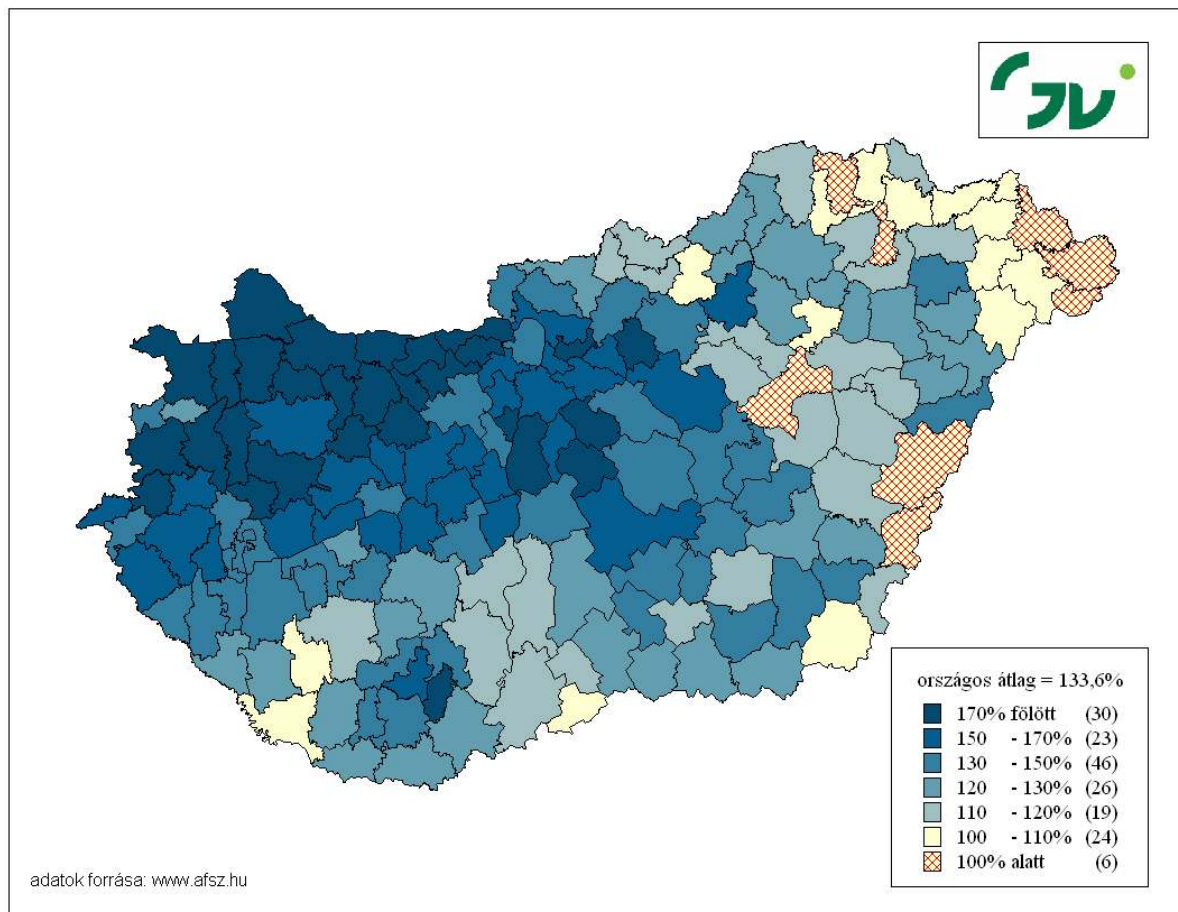 országos átlag = 133,6%
170% fölött (30)
150 - 170% (23)
130 - 150% (46)
120 - 130% (26)
110 - 120% (19)
100 - 110% (24)
100% alatt (6)
adatok forrása: www.afsz.hu